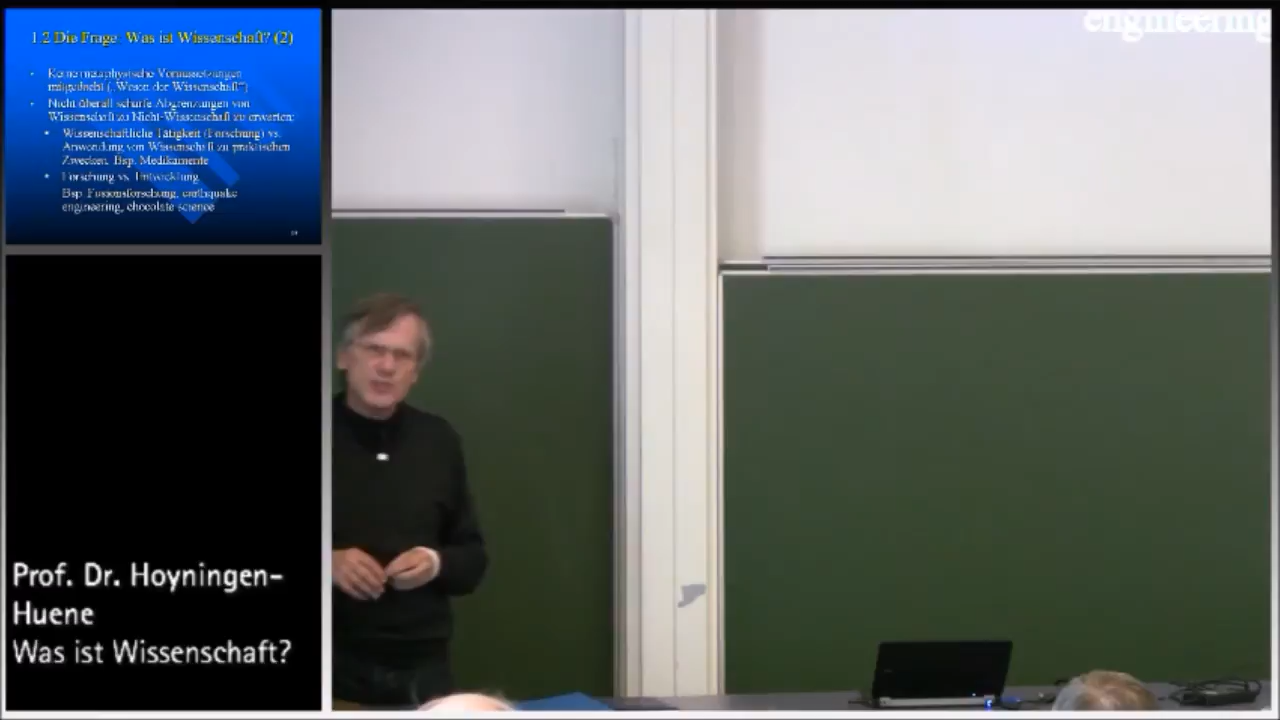 1.2 Die Frage: Was ist Wissenschaft? (2)
Keine metaphysische Voraussetzungen
mitgedacht („Wesen der Wissenschaft“)
Nicht überall scharfe Abgrenzungen von
Wissenschaft zu Nicht-Wissenschaft zu erwarten:
Wissenschaftliche Tätigkeit (Forschung) vs.
Anwendung von Wissenschaft zu praktischen
Zwecken. Bsp. Medikamente
Forschung vs. Entwicklung.
Bsp. Fusionsforschung, earthquake
engineering, chocolate science
engineering
Prof. Dr. Hoyningen-
Huene
Was ist Wissenschaft?